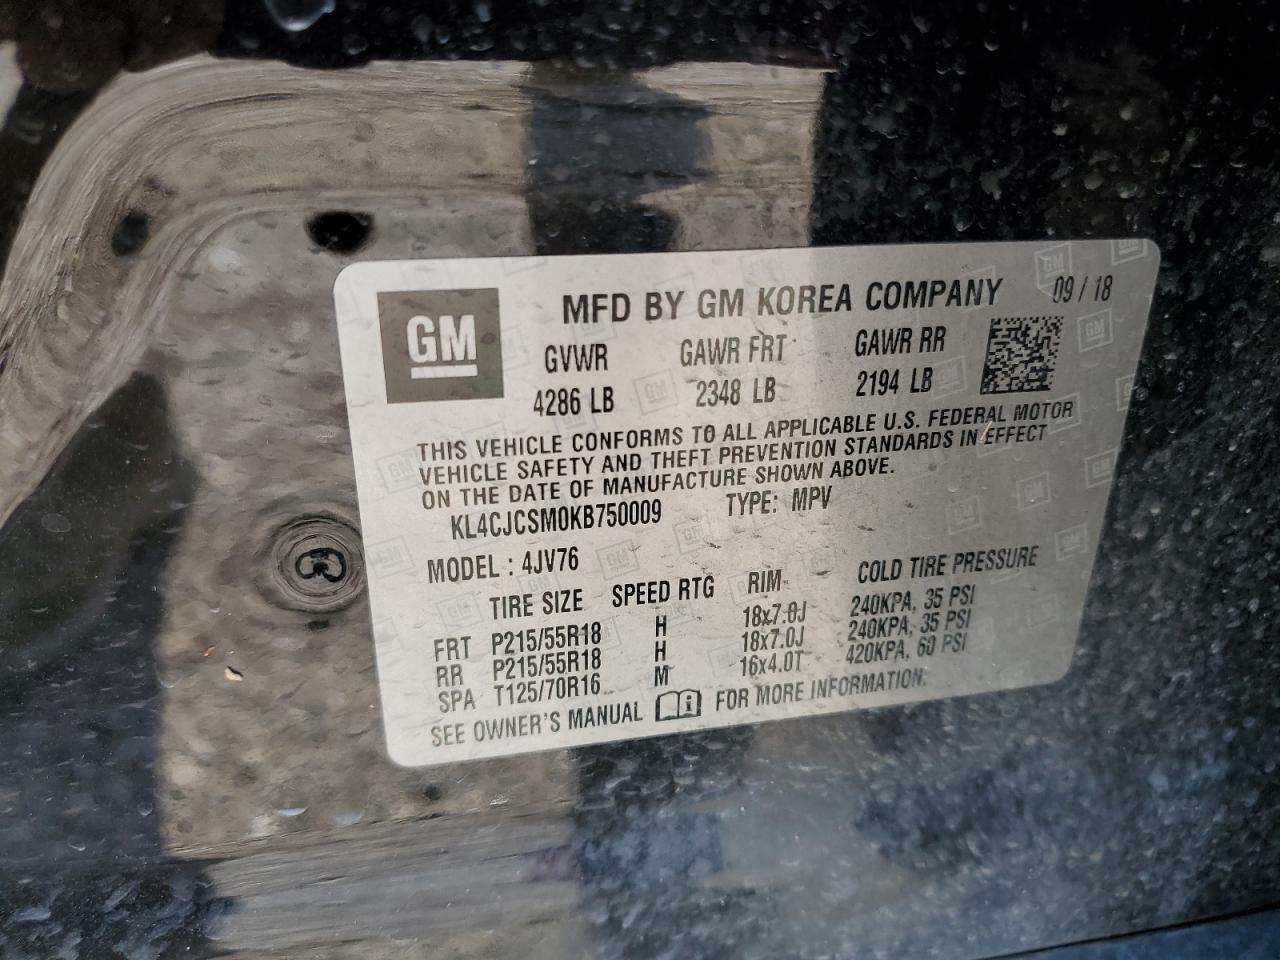 GM
MFD BY GM KOREA COMPANY 09 / 18
GVWR GAWR FRT GAWR RR
4286 LB 2348 LB 2194 LB
THIS VEHICLE CONFORMS TO ALL APPLICABLE U.S. FEDERAL MOTOR
VEHICLE SAFETY AND THEFT PREVENTION STANDARDS IN EFFECT
ON THE DATE OF MANUFACTURE SHOWN ABOVE.
KL4CJCSM0KB750009 TYPE: MPV
MODEL : 4JV76
TIRE SIZE SPEED RTG RIM COLD TIRE PRESSURE
FRT P215/55R18 H 18x7.0J 240KPA, 35 PSI
RR P215/55R18 H 18x7.0J 240KPA, 35 PSI
SPA T125/70R16 M 16x4.0T 420KPA, 60 PSI
SEE OWNER'S MANUAL FOR MORE INFORMATION.